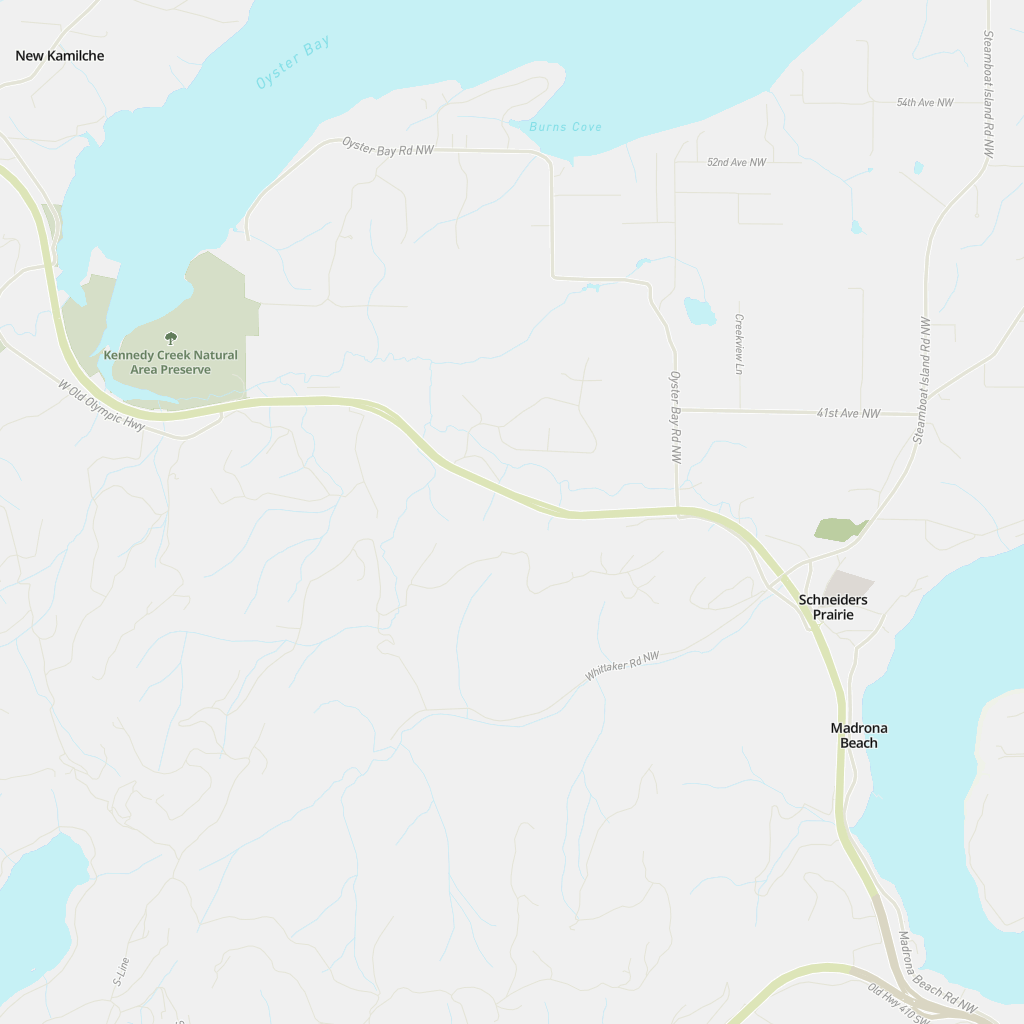 New Kamilche
Oyster Bay
Steamboat Island Rd NW
54th Ave NW
Burns Cove
Oyster Bay Rd NW
52nd Ave NW
Creekview Ln
Steamboat Island Rd NW
Kennedy Creek Natural
Area Preserve
W Old Olympic Hwy
Oyster Bay Rd NW
41st Ave NW
Schneiders
Prairie
Whittaker Rd NW
Madrona
Beach
S-Line
Madrona Beach Rd NW
Old Hwy 410 SW